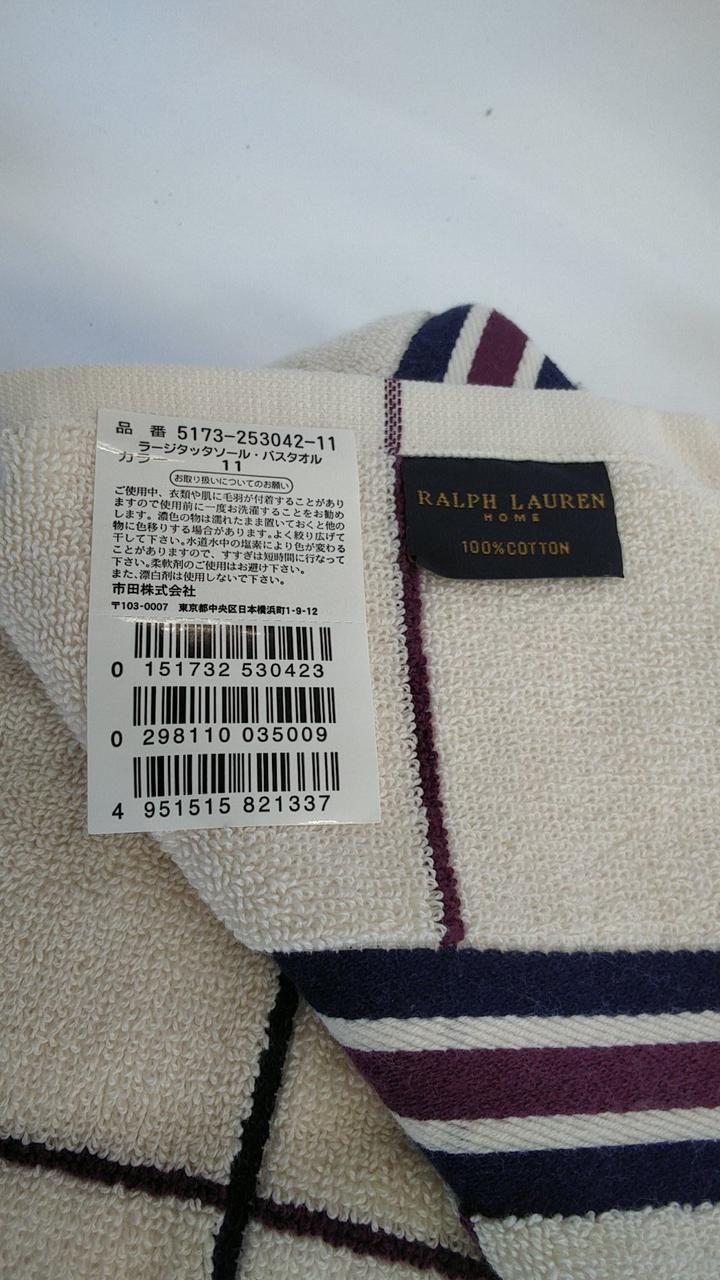 品 番 5173-253042-11
ラージタッタソール・バスタオル
カラー 11
お取り扱いについてのお願い
ご使用中、衣類や肌に毛羽が付着することがあり
ますので使用前に一度お洗濯することをお勧め
します。濃色の物は濡れたまま置いておくと他の
物に色移りする場合があります。よく絞り広げて
干して下さい。水道水中の塩素により色が変わる
ことがありますので、すすぎは短時間に行なって
下さい。柔軟剤のご使用はお避け下さい。
また、漂白剤は使用しないで下さい。
市田株式会社
〒103-0007 東京都中央区日本橋浜町1-9-12
0 151732 530423
0 298110 035009
4 951515 821337
RALPH LAUREN
HOME
100%COTTON